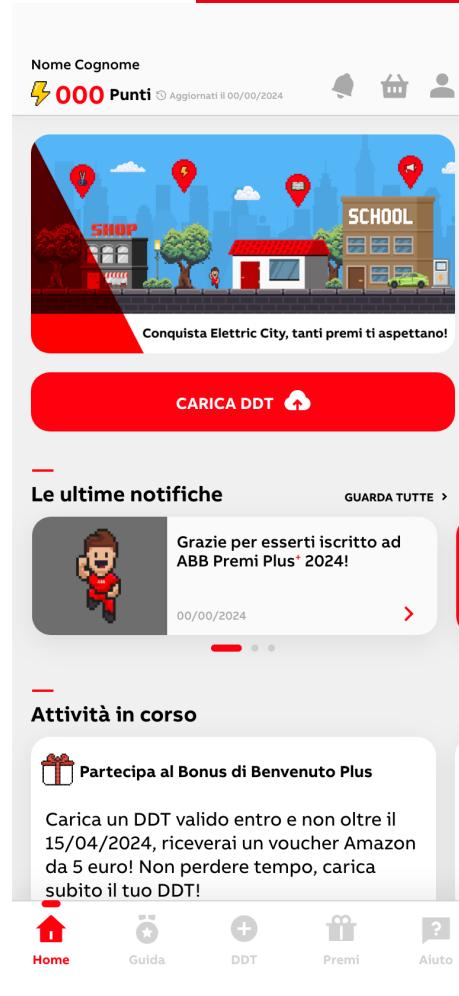 Nome Cognome
000 Punti Aggiornati il 00/00/2024
SHOP
SCHOOL
Conquista Elettric City, tanti premi ti aspettano!
CARICA DDT
Le ultime notifiche
GUARDA TUTTE
ABB
Grazie per esserti iscritto ad
ABB Premi Plus⁺ 2024!
00/00/2024
Attività in corso
Partecipa al Bonus di Benvenuto Plus
Carica un DDT valido entro e non oltre il
15/04/2024, riceverai un voucher Amazon
da 5 euro! Non perdere tempo, carica
subito il tuo DDT!
Home
Guida
DDT
Premi
Aiuto